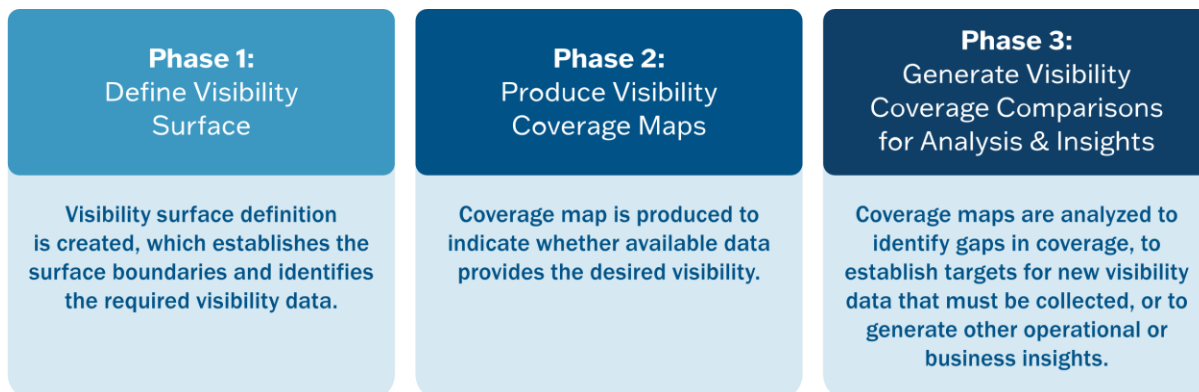 Phase 1:
Define Visibility
Surface
Visibility surface definition
is created, which establishes the
surface boundaries and identifies
the required visibility data.
Phase 2:
Produce Visibility
Coverage Maps
Coverage map is produced to
indicate whether available data
provides the desired visibility.
Phase 3:
Generate Visibility
Coverage Comparisons
for Analysis & Insights
Coverage maps are analyzed to
identify gaps in coverage, to
establish targets for new visibility
data that must be collected, or to
generate other operational or
business insights.